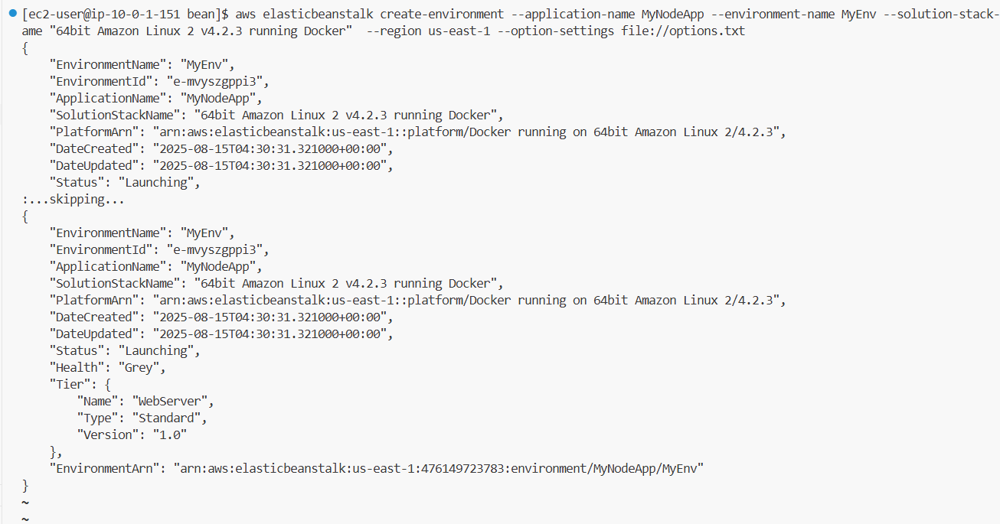 [ec2-user@ip-10-0-1-151 bean]$ aws elasticbeanstalk create-environment --application-name MyNodeApp --environment-name MyEnv --solution-stack-
ame "64bit Amazon Linux 2 v4.2.3 running Docker"  --region us-east-1 --option-settings file://options.txt
{
    "EnvironmentName": "MyEnv",
    "EnvironmentId": "e-mvyszgppi3",
    "ApplicationName": "MyNodeApp",
    "SolutionStackName": "64bit Amazon Linux 2 v4.2.3 running Docker",
    "PlatformArn": "arn:aws:elasticbeanstalk:us-east-1::platform/Docker running on 64bit Amazon Linux 2/4.2.3",
    "DateCreated": "2025-08-15T04:30:31.321000+00:00",
    "DateUpdated": "2025-08-15T04:30:31.321000+00:00",
    "Status": "Launching",
:...skipping...
{
    "EnvironmentName": "MyEnv",
    "EnvironmentId": "e-mvyszgppi3",
    "ApplicationName": "MyNodeApp",
    "SolutionStackName": "64bit Amazon Linux 2 v4.2.3 running Docker",
    "PlatformArn": "arn:aws:elasticbeanstalk:us-east-1::platform/Docker running on 64bit Amazon Linux 2/4.2.3",
    "DateCreated": "2025-08-15T04:30:31.321000+00:00",
    "DateUpdated": "2025-08-15T04:30:31.321000+00:00",
    "Status": "Launching",
    "Health": "Grey",
    "Tier": {
        "Name": "WebServer",
        "Type": "Standard",
        "Version": "1.0"
    },
    "EnvironmentArn": "arn:aws:elasticbeanstalk:us-east-1:476149723783:environment/MyNodeApp/MyEnv"
}
~
~